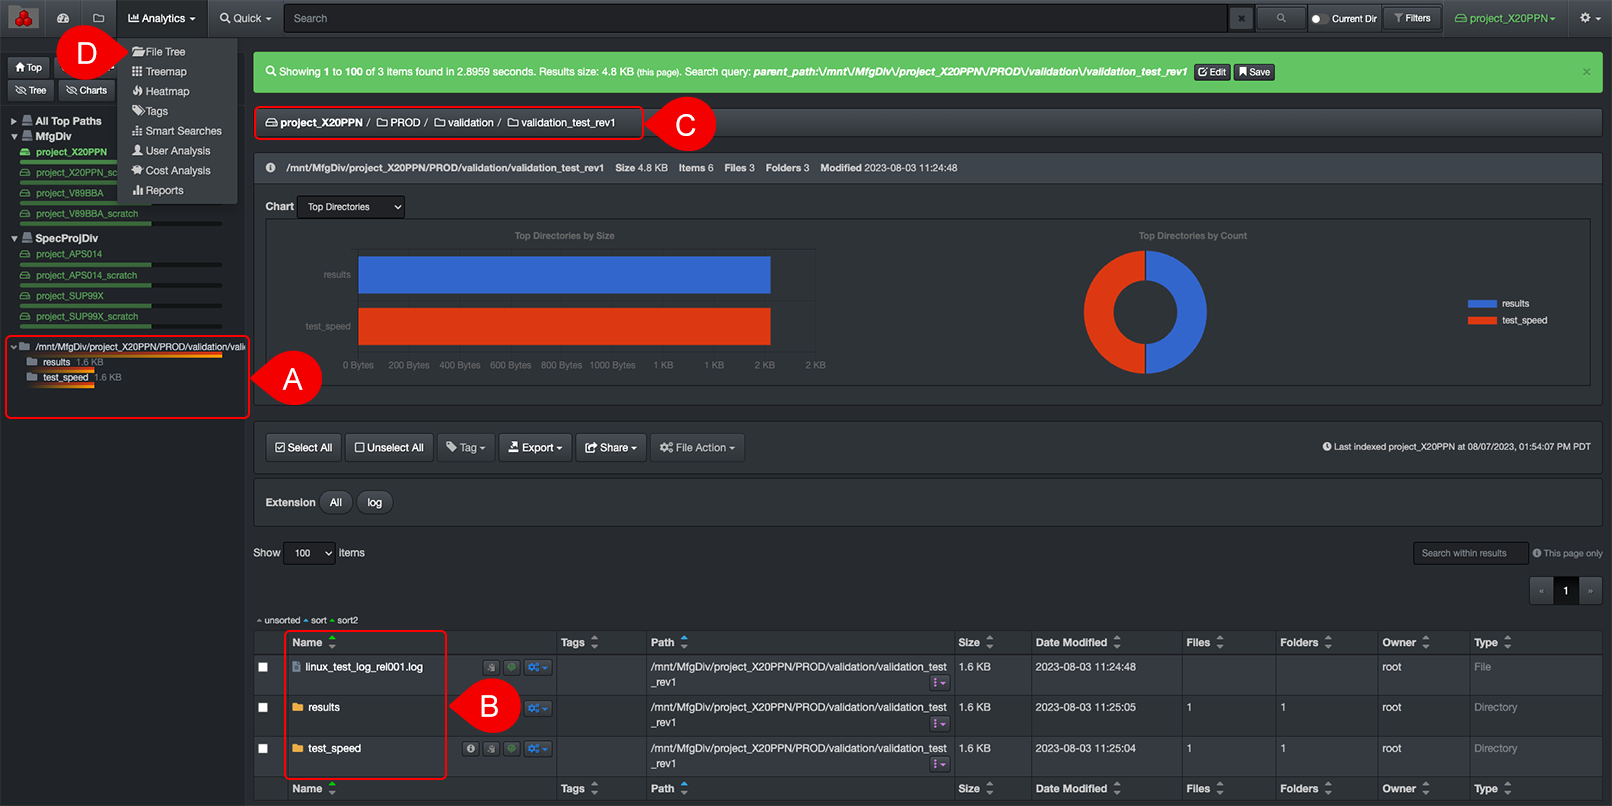 Analytics
Quick
Search
Current Dir
Filters
project_X20PPN
D
File Tree
Treemap
Heatmap
Tags
Smart Searches
User Analysis
Cost Analysis
Reports
Top
Tree
Charts
All Top Paths
MfgDiv
project_X20PPN
project_X20PPN_sc
project_V89BBA
project_V89BBA_scratch
SpecProjDiv
project_APS014
project_APS014_scratch
project_SUP99X
project_SUP99X_scratch
/mnt/MfgDiv/project_X20PPN/PROD/validation/vali
results 1.6 KB
test_speed 1.6 KB
A
Showing 1 to 100 of 3 items found in 2.8959 seconds. Results size: 4.8 KB (this page). Search query: parent_path:\/mnt\/MfgDiv\/project_X20PPN\/PROD\/validation\/validation_test_rev1 Edit Save ×
project_X20PPN / PROD / validation / validation_test_rev1
C
/mnt/MfgDiv/project_X20PPN/PROD/validation/validation_test_rev1 Size 4.8 KB Items 6 Files 3 Folders 3 Modified 2023-08-03 11:24:48
Chart Top Directories
Top Directories by Size
results
test_speed
0 Bytes 200 Bytes 400 Bytes 600 Bytes 800 Bytes 1000 Bytes 1 KB 1 KB 2 KB 2 KB
Top Directories by Count
results
test_speed
Select All Unselect All Tag Export Share File Action
Last indexed project_X20PPN at 08/07/2023, 01:54:07 PM PDT
Extension All log
Show 100 items
Search within results This page only
« 1 »
unsorted sort sort2
Name Tags Path Size Date Modified Files Folders Owner Type
linux_test_log_rel001.log /mnt/MfgDiv/project_X20PPN/PROD/validation/validation_test 1.6 KB 2023-08-03 11:24:48 root File
_rev1
results /mnt/MfgDiv/project_X20PPN/PROD/validation/validation_test 1.6 KB 2023-08-03 11:25:05 1 1 root Directory
_rev1
B
test_speed /mnt/MfgDiv/project_X20PPN/PROD/validation/validation_test 1.6 KB 2023-08-03 11:25:04 1 1 root Directory
_rev1
Name Tags Path Size Date Modified Files Folders Owner Type